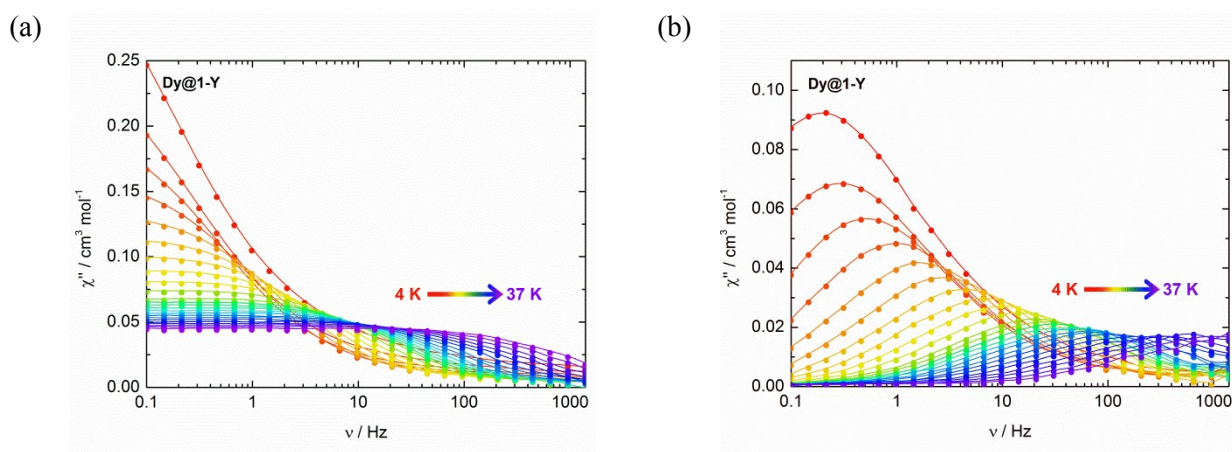 (a)
χ'' / cm³ mol⁻¹
0.25
0.20
0.15
0.10
0.05
0.00
Dy@1-Y
4 K
37 K
0.1 1 10 100 1000
ν / Hz
(b)
χ'' / cm³ mol⁻¹
0.10
0.08
0.06
0.04
0.02
0.00
Dy@1-Y
4 K
37 K
0.1 1 10 100 1000
ν / Hz